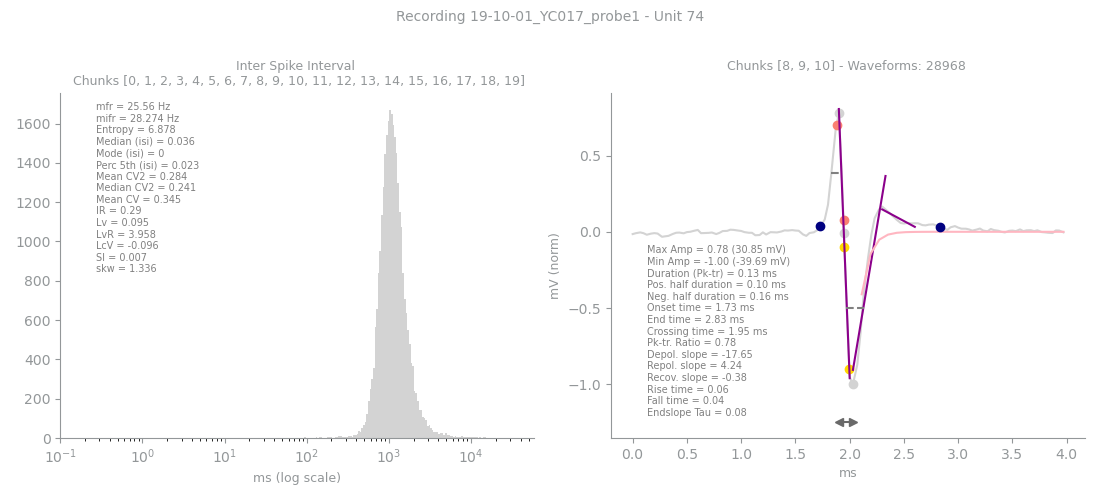 Recording 19-10-01_YC017_probe1 - Unit 74
Inter Spike Interval
Chunks [0, 1, 2, 3, 4, 5, 6, 7, 8, 9, 10, 11, 12, 13, 14, 15, 16, 17, 18, 19]
mfr = 25.56 Hz
mifr = 28.274 Hz
Entropy = 6.878
Median (isi) = 0.036
Mode (isi) = 0
Perc 5th (isi) = 0.023
Mean CV2 = 0.284
Median CV2 = 0.241
Mean CV = 0.345
IR = 0.29
Lv = 0.095
LvR = 3.958
LcV = -0.096
SI = 0.007
skw = 1.336
1600
1400
1200
1000
800
600
400
200
0
10⁻¹ 10⁰ 10¹ 10² 10³ 10⁴
ms (log scale)
Chunks [8, 9, 10] - Waveforms: 28968
mV (norm)
0.5
0.0
−0.5
−1.0
Max Amp = 0.78 (30.85 mV)
Min Amp = -1.00 (-39.69 mV)
Duration (Pk-tr) = 0.13 ms
Pos. half duration = 0.10 ms
Neg. half duration = 0.16 ms
Onset time = 1.73 ms
End time = 2.83 ms
Crossing time = 1.95 ms
Pk-tr. Ratio = 0.78
Depol. slope = -17.65
Repol. slope = 4.24
Recov. slope = -0.38
Rise time = 0.06
Fall time = 0.04
Endslope Tau = 0.08
0.0 0.5 1.0 1.5 2.0 2.5 3.0 3.5 4.0
ms